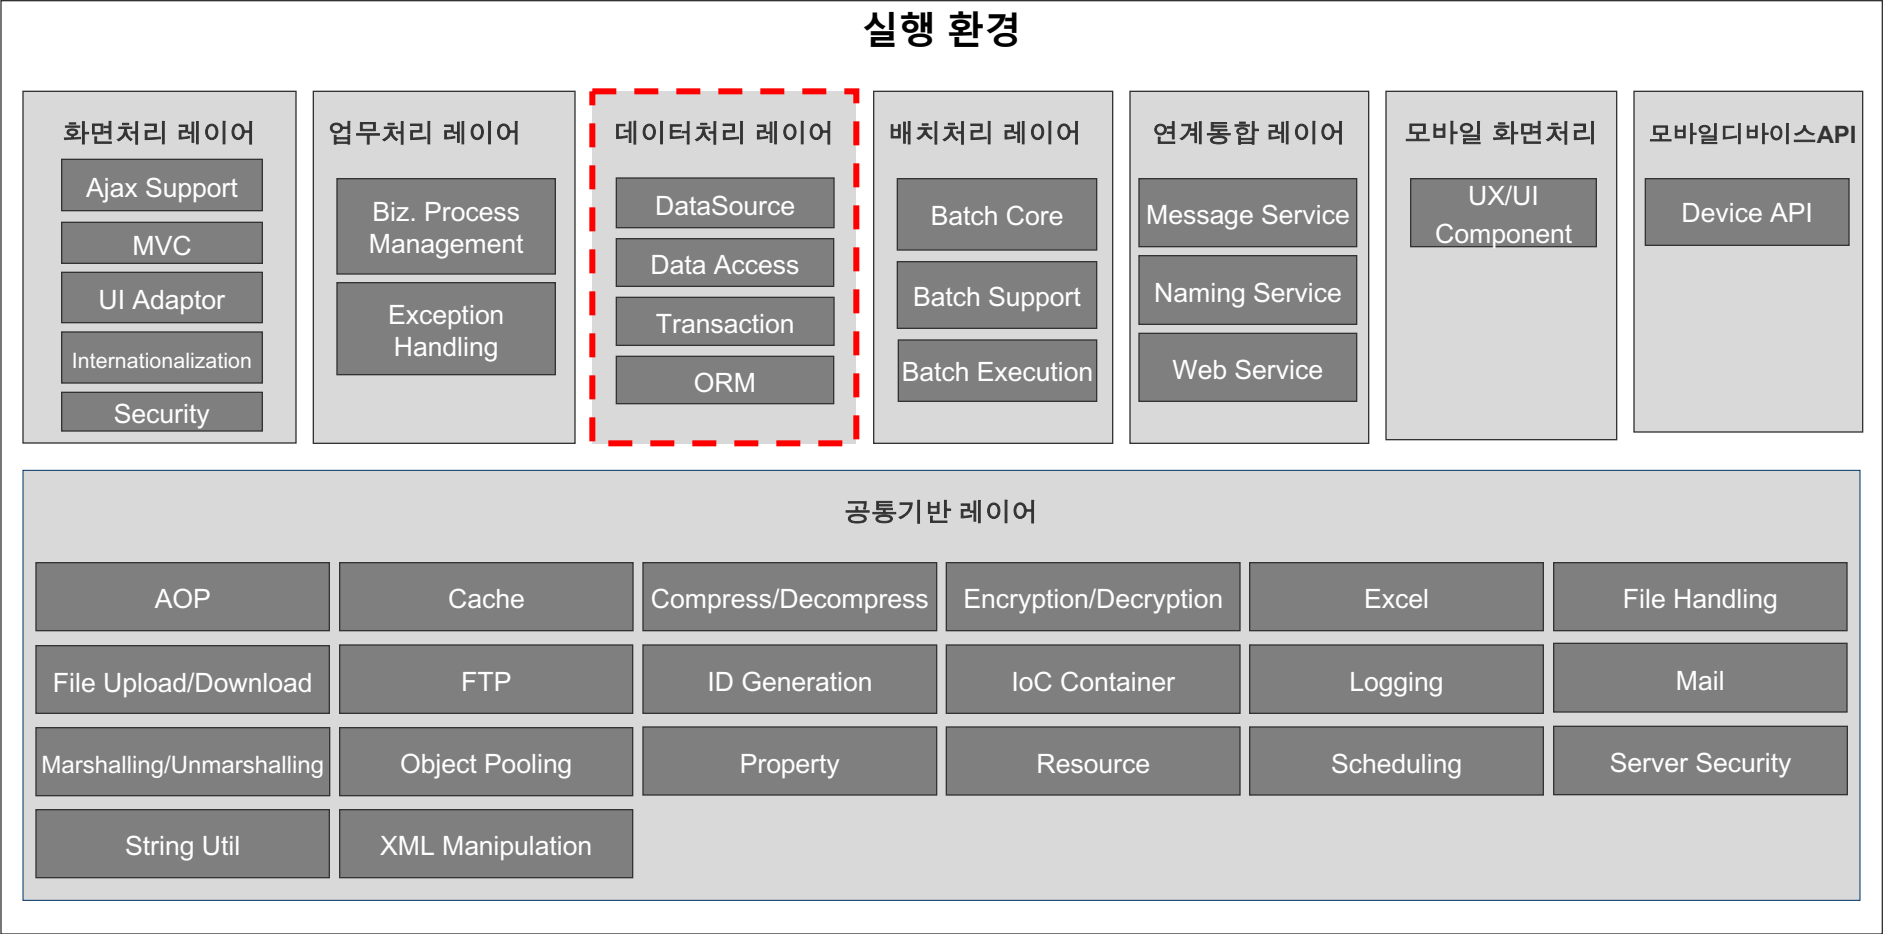 실행 환경
화면처리 레이어
Ajax Support
MVC
UI Adaptor
Internationalization
Security
업무처리 레이어
Biz. Process
Management
Exception
Handling
데이터처리 레이어
DataSource
Data Access
Transaction
ORM
배치처리 레이어
Batch Core
Batch Support
Batch Execution
연계통합 레이어
Message Service
Naming Service
Web Service
모바일 화면처리
UX/UI
Component
모바일디바이스API
Device API
공통기반 레이어
AOP
Cache
Compress/Decompress
Encryption/Decryption
Excel
File Handling
File Upload/Download
FTP
ID Generation
IoC Container
Logging
Mail
Marshalling/Unmarshalling
Object Pooling
Property
Resource
Scheduling
Server Security
String Util
XML Manipulation